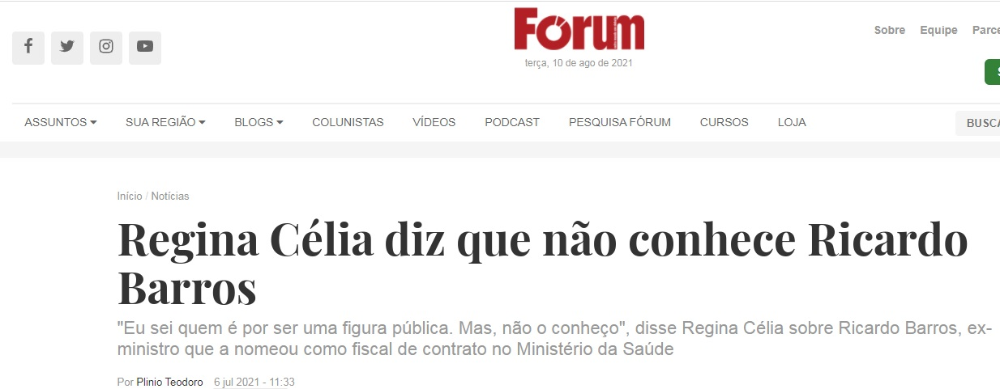 Fórum
terça, 10 de ago de 2021
Sobre Equipe Parce
ASSUNTOS SUA REGIÃO BLOGS COLUNISTAS VÍDEOS PODCAST PESQUISA FÓRUM CURSOS LOJA BUSCA
Início / Notícias
Regina Célia diz que não conhece Ricardo
Barros
"Eu sei quem é por ser uma figura pública. Mas, não o conheço", disse Regina Célia sobre Ricardo Barros, ex-
ministro que a nomeou como fiscal de contrato no Ministério da Saúde
Por Plinio Teodoro 6 jul 2021 - 11:33